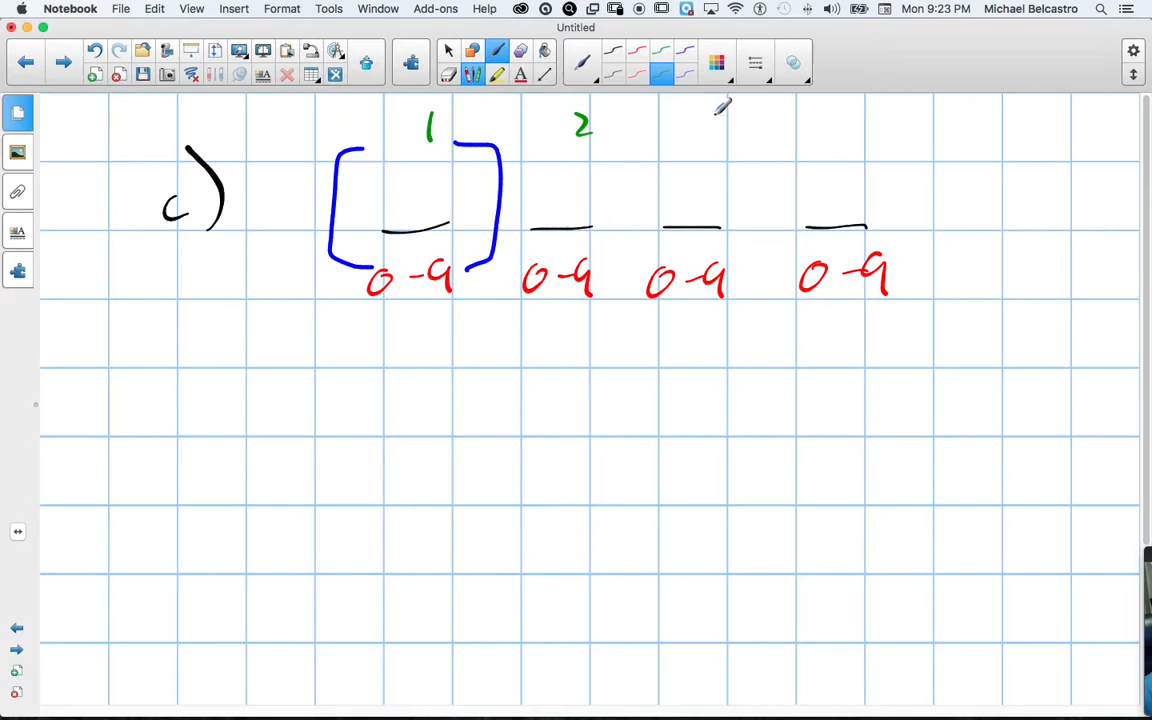 Notebook File Edit View Insert Format Tools Window Add-ons Help Mon 9:23 PM Michael Belcastro
Untitled
1 2
c)
0-9 0-9 0-9 0-9